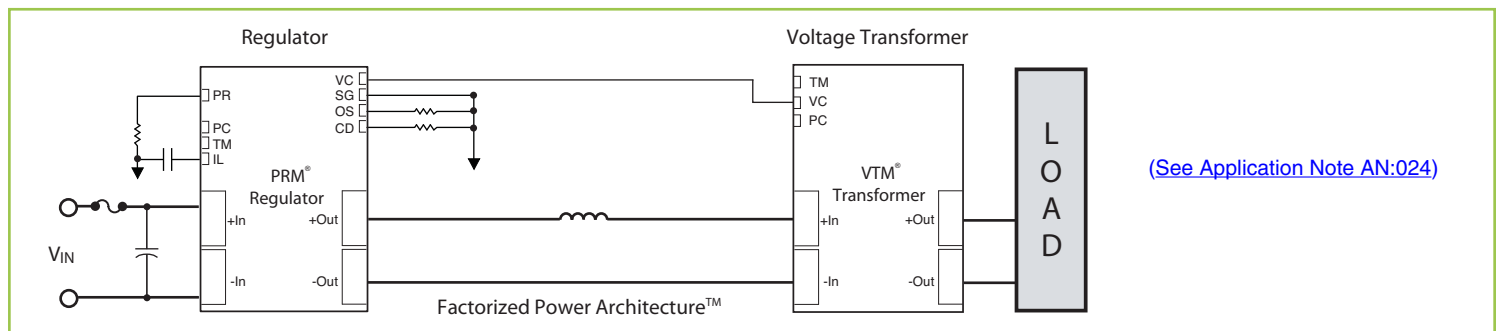 Regulator
Voltage Transformer
VC
SG
OS
CD
PR
PC
TM
IL
PRM®
Regulator
+In
-In
+Out
-Out
VIN
Factorized Power Architecture™
TM
VC
PC
VTM®
Transformer
+In
-In
+Out
-Out
L
O
A
D
(See Application Note AN:024)